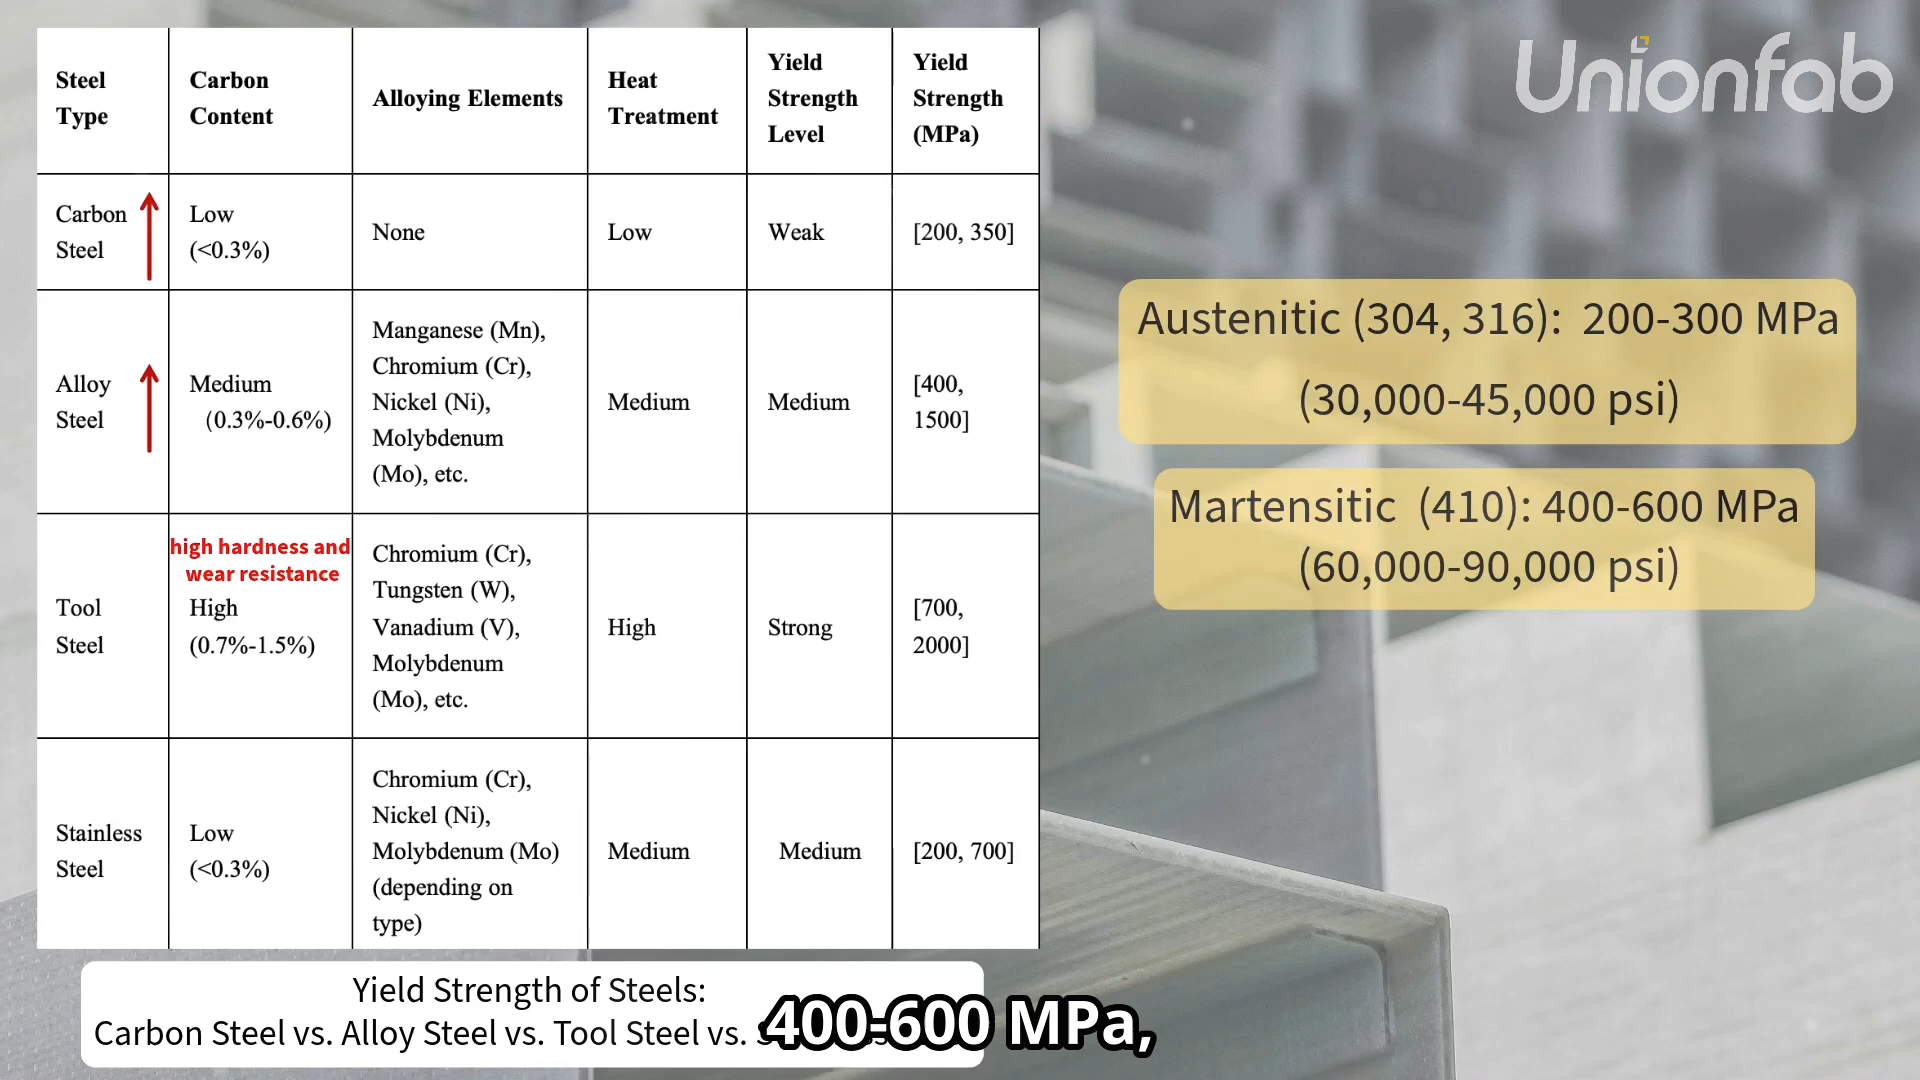 Unionfab
Steel
Type
Carbon
Content
Alloying Elements
Heat
Treatment
Yield
Strength
Level
Yield
Strength
(MPa)
Carbon
Steel
Low
(<0.3%)
None
Low
Weak
[200, 350]
Alloy
Steel
Medium
(0.3%-0.6%)
Manganese (Mn),
Chromium (Cr),
Nickel (Ni),
Molybdenum
(Mo), etc.
Medium
Medium
[400,
1500]
Tool
Steel
high hardness and
wear resistance
High
(0.7%-1.5%)
Chromium (Cr),
Tungsten (W),
Vanadium (V),
Molybdenum
(Mo), etc.
High
Strong
[700,
2000]
Stainless
Steel
Low
(<0.3%)
Chromium (Cr),
Nickel (Ni),
Molybdenum (Mo)
(depending on
type)
Medium
Medium
[200, 700]
Austenitic (304, 316): 200-300 MPa
(30,000-45,000 psi)
Martensitic (410): 400-600 MPa
(60,000-90,000 psi)
Yield Strength of Steels:
Carbon Steel vs. Alloy Steel vs. Tool Steel vs.
400-600 MPa,